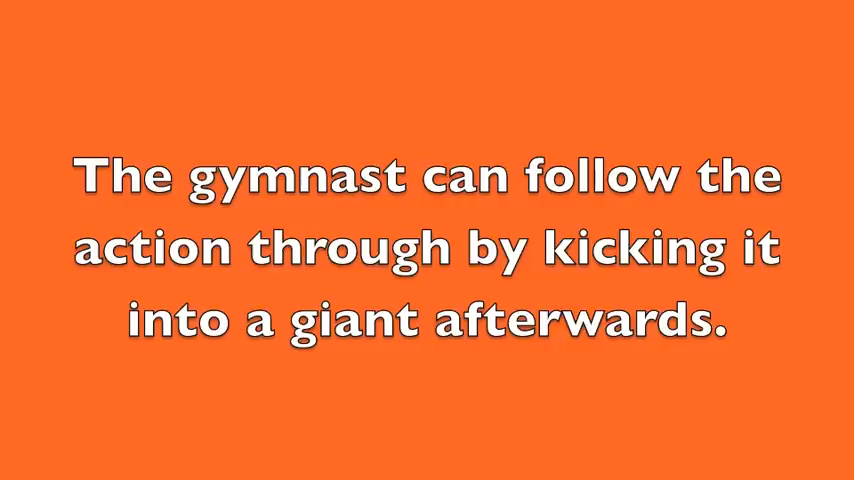 The gymnast can follow the
action through by kicking it
into a giant afterwards.